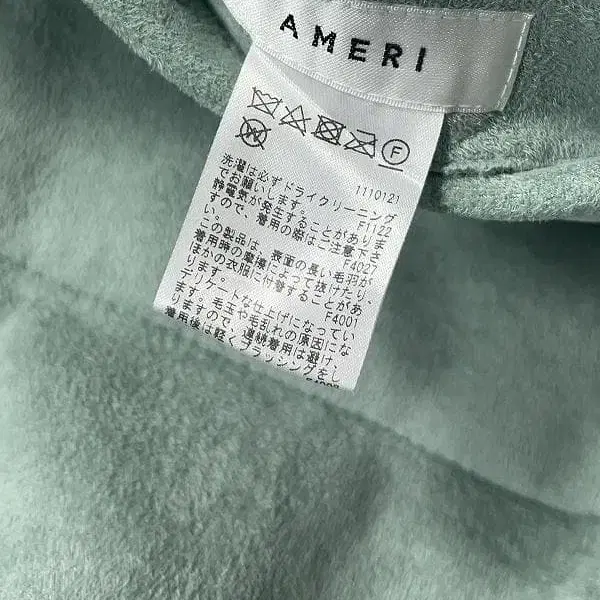 AMERI
F
W
洗濯は必ずドライクリーニング
でお願いします。 1110121
静電気が発生することがありま
すので、着用の際はご注意下さ
い。 F1122
この製品は、表面の長い毛羽が
着用時の摩擦によって抜けたり、
ほかの衣服に付着することがあ
ります。 F4027
デリケートな仕上げになってい
ますので、連続着用は避け、
毛玉や毛乱れの原因にな
F4001
着用後は軽くブラッシングをし